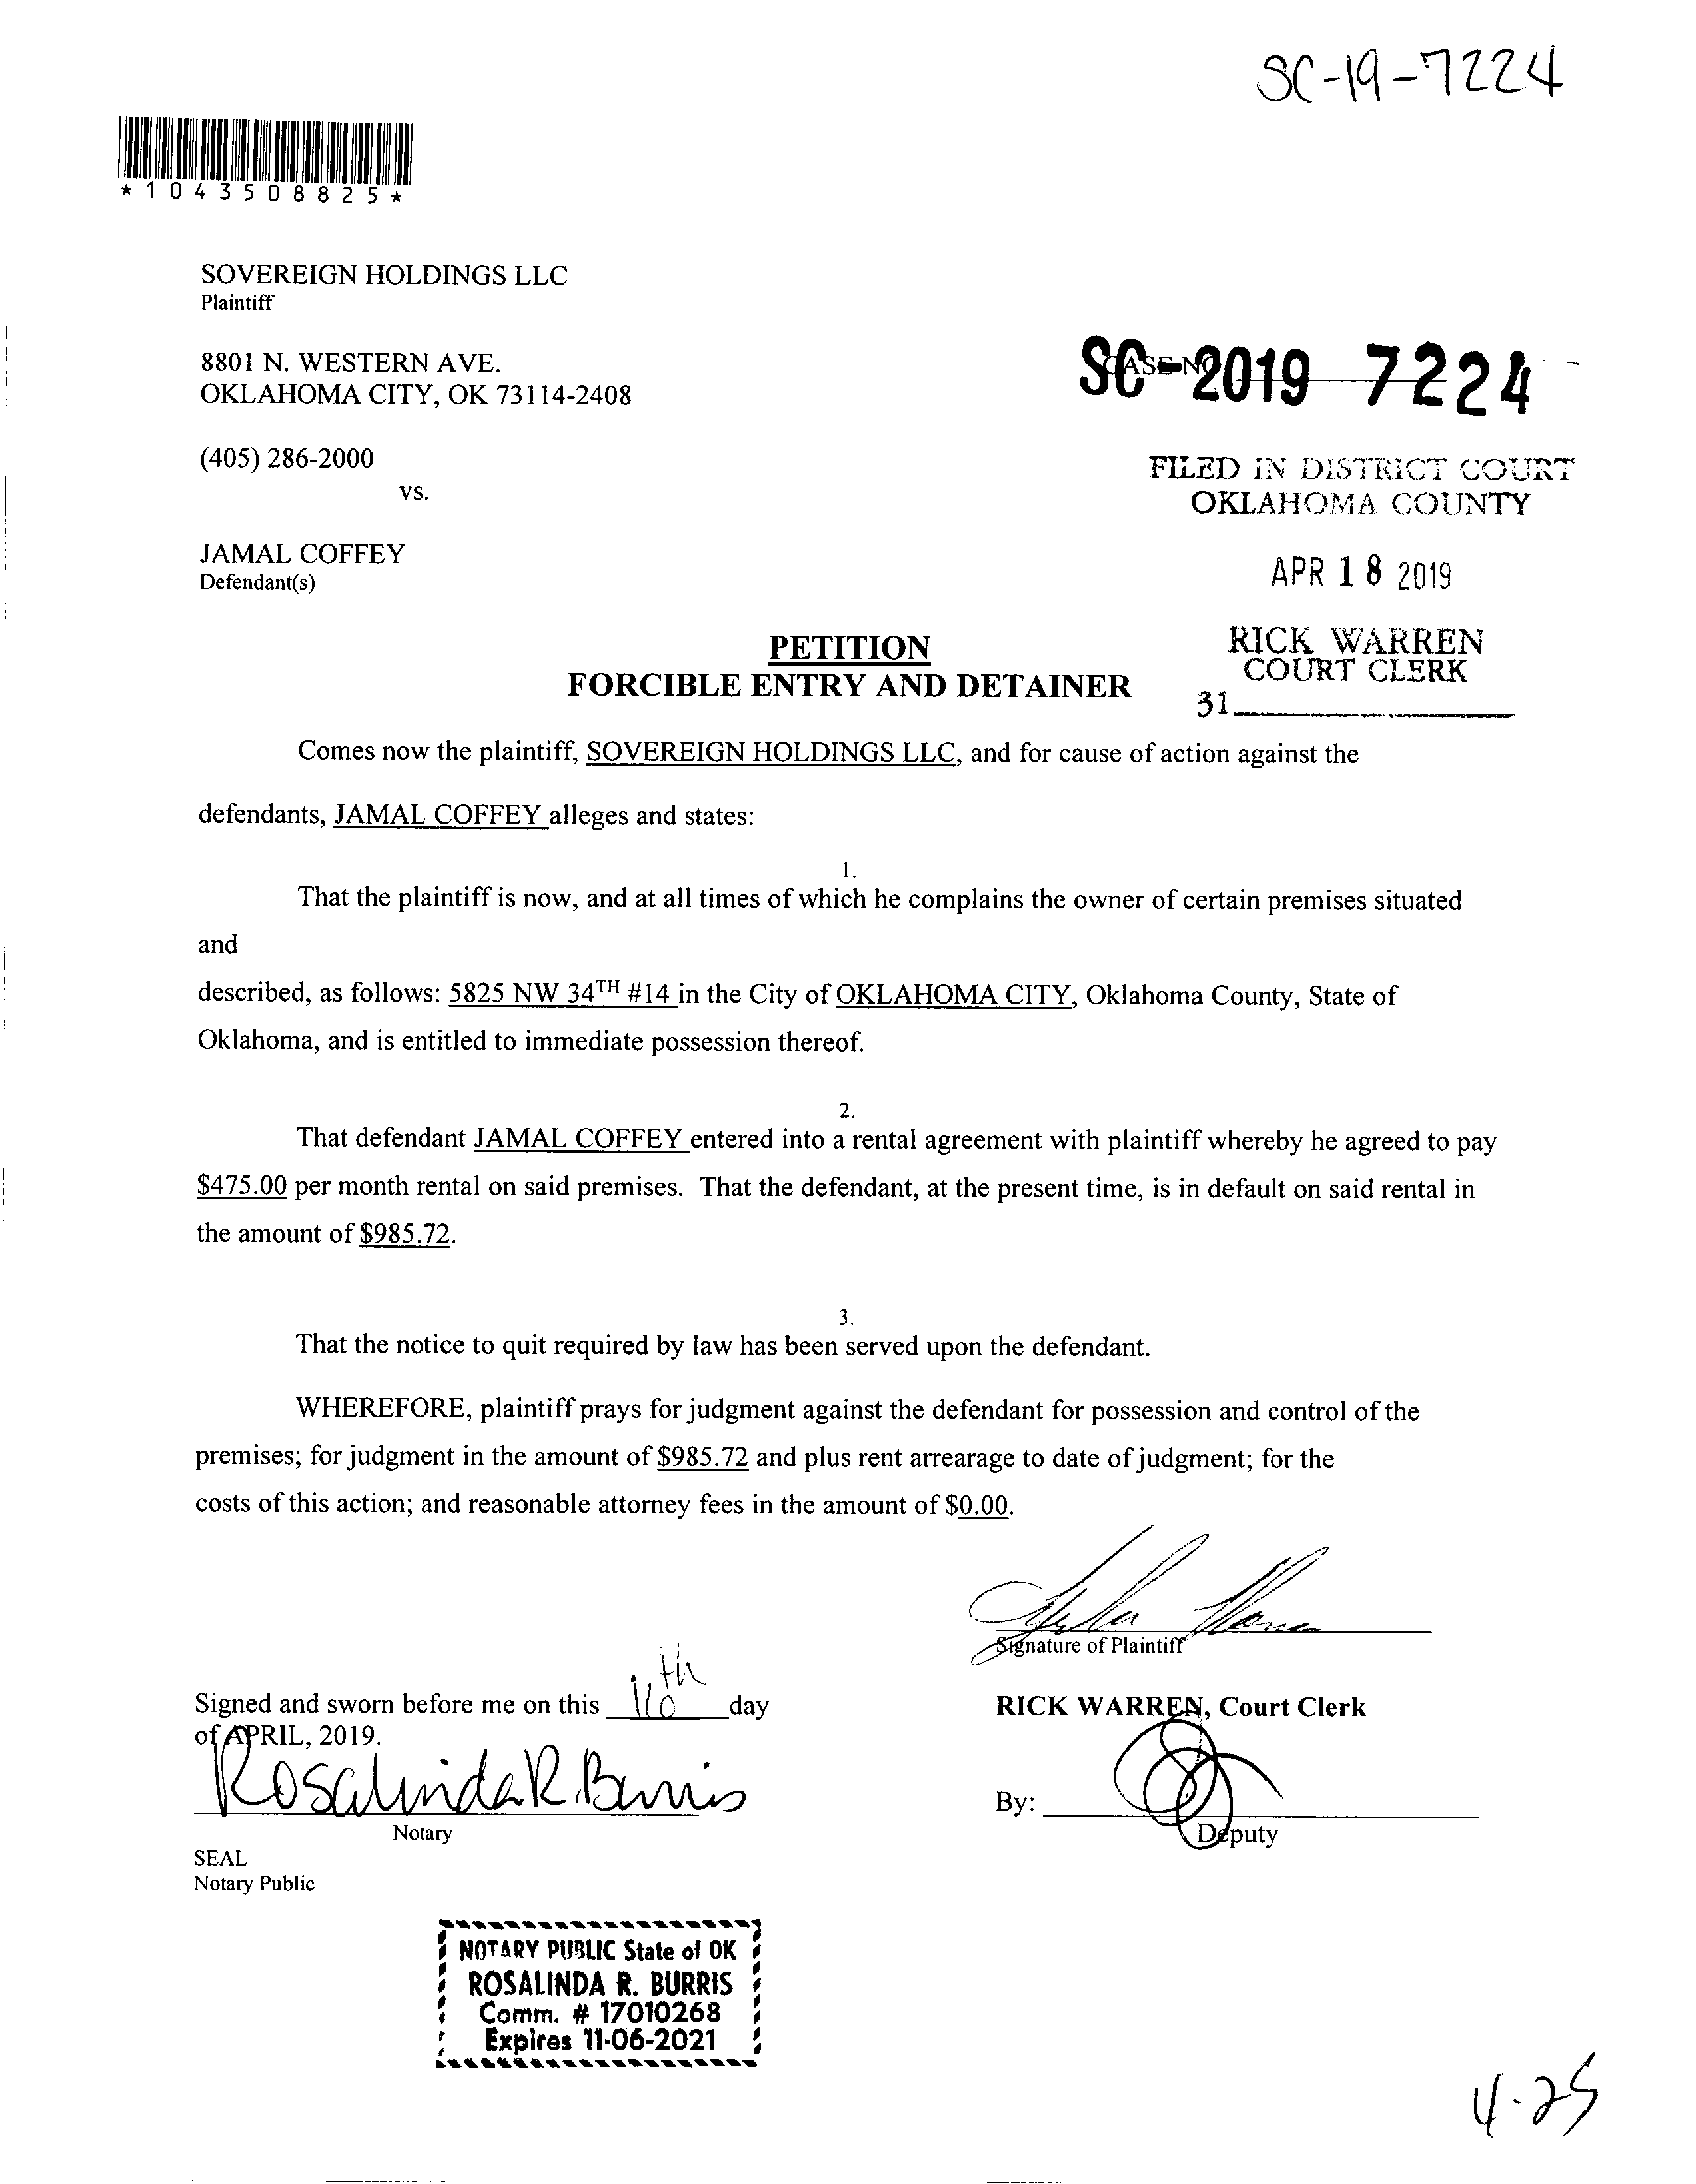 SC-19-7224
*1043508825*
SOVEREIGN HOLDINGS LLC
Plaintiff
8801 N. WESTERN AVE.
OKLAHOMA CITY, OK 73114-2408
SC-2019 7224
(405) 286-2000
vs.
FILED IN DISTRICT COURT
OKLAHOMA COUNTY
JAMAL COFFEY
Defendant(s)
APR 18 2019
RICK WARREN
COURT CLERK
31
PETITION
FORCIBLE ENTRY AND DETAINER
Comes now the plaintiff, SOVEREIGN HOLDINGS LLC, and for cause of action against the
defendants, JAMAL COFFEY alleges and states:
1.
That the plaintiff is now, and at all times of which he complains the owner of certain premises situated
and
described, as follows: 5825 NW 34TH #14 in the City of OKLAHOMA CITY, Oklahoma County, State of
Oklahoma, and is entitled to immediate possession thereof.
2.
That defendant JAMAL COFFEY entered into a rental agreement with plaintiff whereby he agreed to pay
$475.00 per month rental on said premises. That the defendant, at the present time, is in default on said rental in
the amount of $985.72.
3.
That the notice to quit required by law has been served upon the defendant.
WHEREFORE, plaintiff prays for judgment against the defendant for possession and control of the
premises; for judgment in the amount of $985.72 and plus rent arrearage to date of judgment; for the
costs of this action; and reasonable attorney fees in the amount of $0.00.
Signature of Plaintiff
Signed and sworn before me on this 16th day
of APRIL, 2019.
Rosalinda R. Burris
Notary
SEAL
Notary Public
RICK WARREN, Court Clerk
By:
Deputy
NOTARY PUBLIC State of OK
ROSALINDA R. BURRIS
Comm. # 17010268
Expires 11-06-2021
4-25